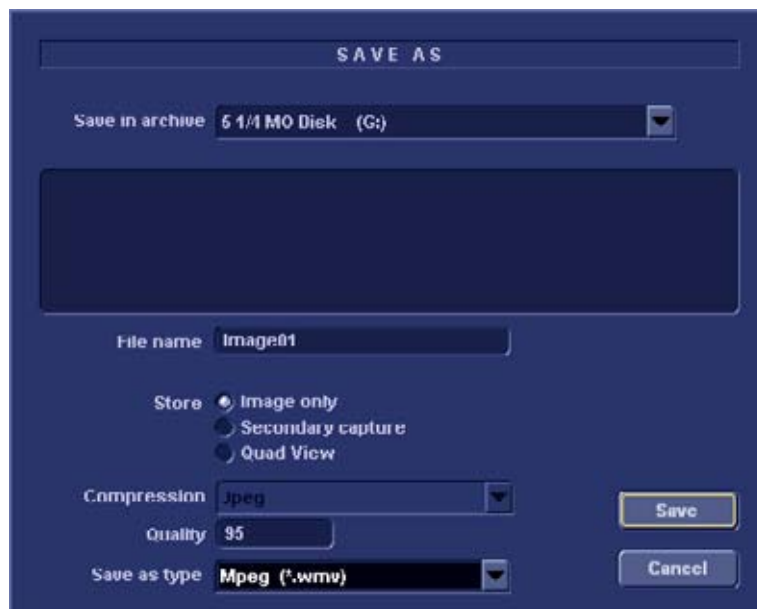 SAVE AS
Save in archive 5 1/4 MO Disk (G:)
File name Image01
Store Image only
Secondary capture
Quad View
Compression Jpeg
Quality 95
Save
Save as type Mpeg (*.wmv)
Cancel